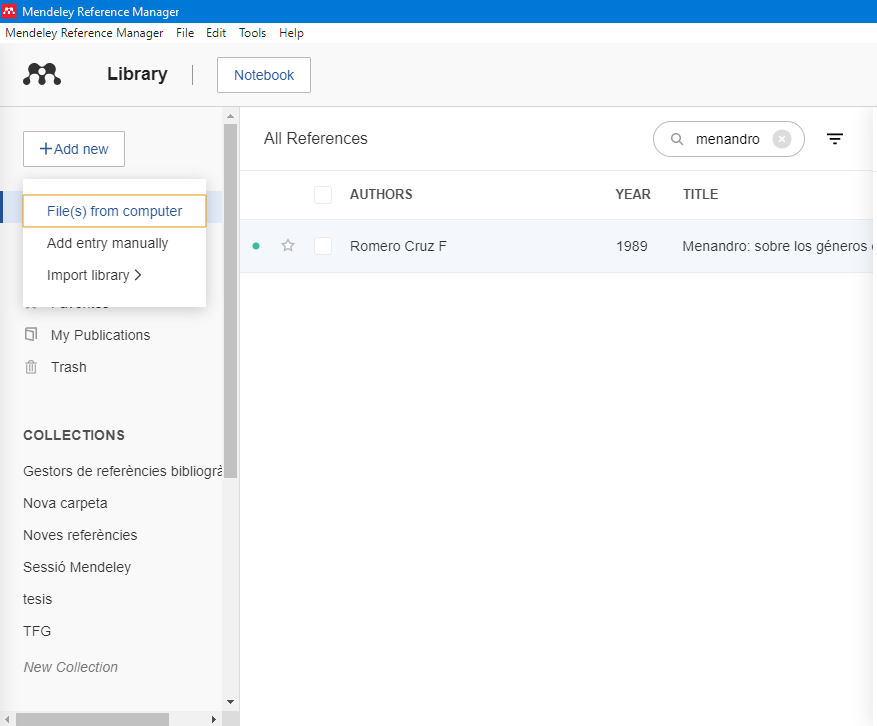 Mendeley Reference Manager
Mendeley Reference Manager File Edit Tools Help
Library
Notebook
+Add new
File(s) from computer
Add entry manually
Import library
Favorites
My Publications
Trash
COLLECTIONS
Gestors de referències bibliogrà
Nova carpeta
Noves referències
Sessió Mendeley
tesis
TFG
New Collection
All References
menandro
AUTHORS YEAR TITLE
Romero Cruz F 1989 Menandro: sobre los géneros